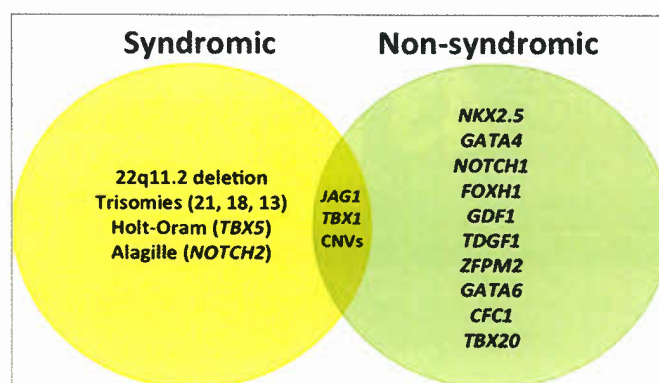 Syndromic
Non-syndromic
22q11.2 deletion
Trisomies (21, 18, 13)
Holt-Oram (TBX5)
Alagille (NOTCH2)
JAG1
TBX1
CNVs
NKX2.5
GATA4
NOTCH1
FOXH1
GDF1
TDGF1
ZFPM2
GATA6
CFC1
TBX20